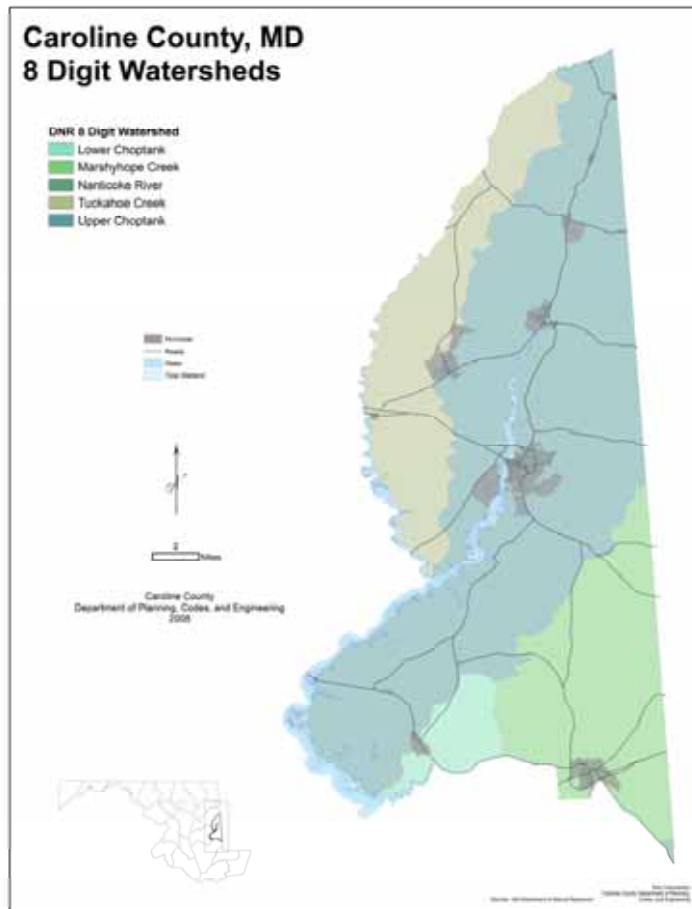 Caroline County, MD
8 Digit Watersheds
DNR 8 Digit Watershed
Lower Choptank
Marshyhope Creek
Nanticoke River
Tuckahoe Creek
Upper Choptank
Roads
Water
2
Miles
Caroline County
Department of Planning, Codes, and Engineering
2008